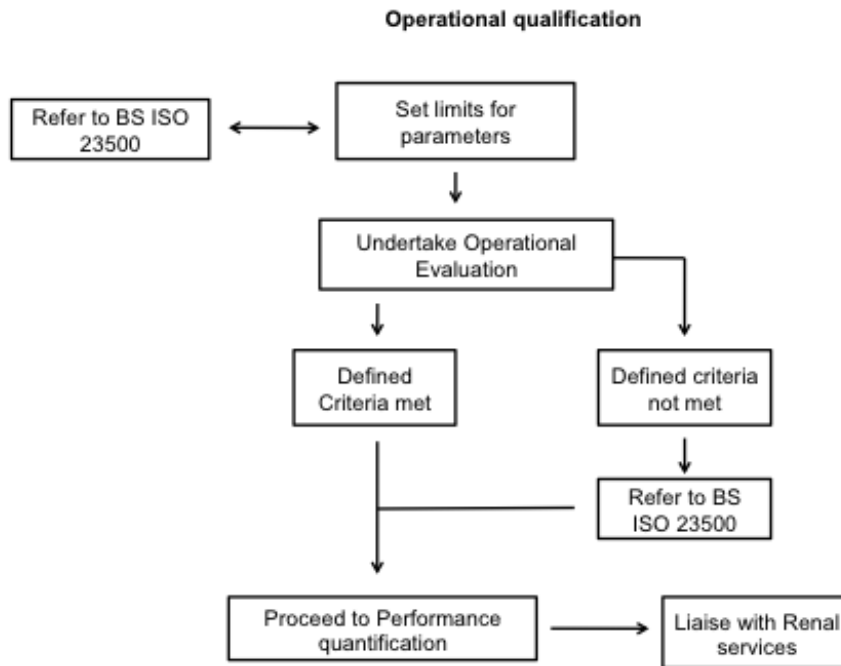 Operational qualification
Refer to BS ISO
23500
Set limits for
parameters
Undertake Operational
Evaluation
Defined
Criteria met
Defined criteria
not met
Refer to BS
ISO 23500
Proceed to Performance
quantification
Liaise with Renal
services